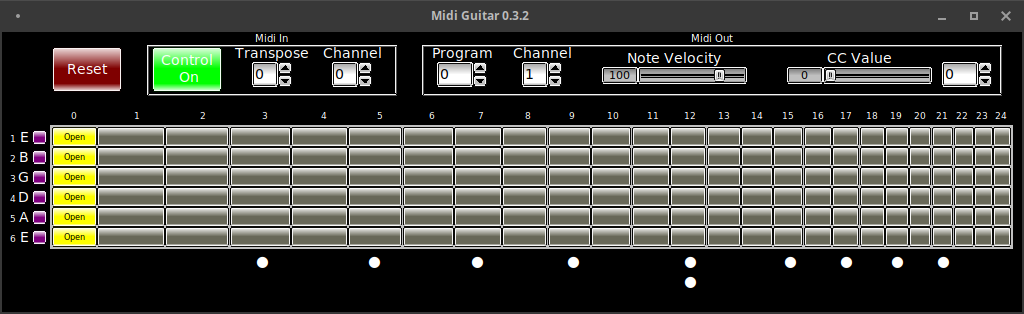 Midi Guitar 0.3.2
Midi In
Midi Out
Reset
Control
On
Transpose
0
Channel
0
Program
0
Channel
1
Note Velocity
100
CC Value
0
0
0 1 2 3 4 5 6 7 8 9 10 11 12 13 14 15 16 17 18 19 20 21 22 23 24
1 E Open
2 B Open
3 G Open
4 D Open
5 A Open
6 E Open